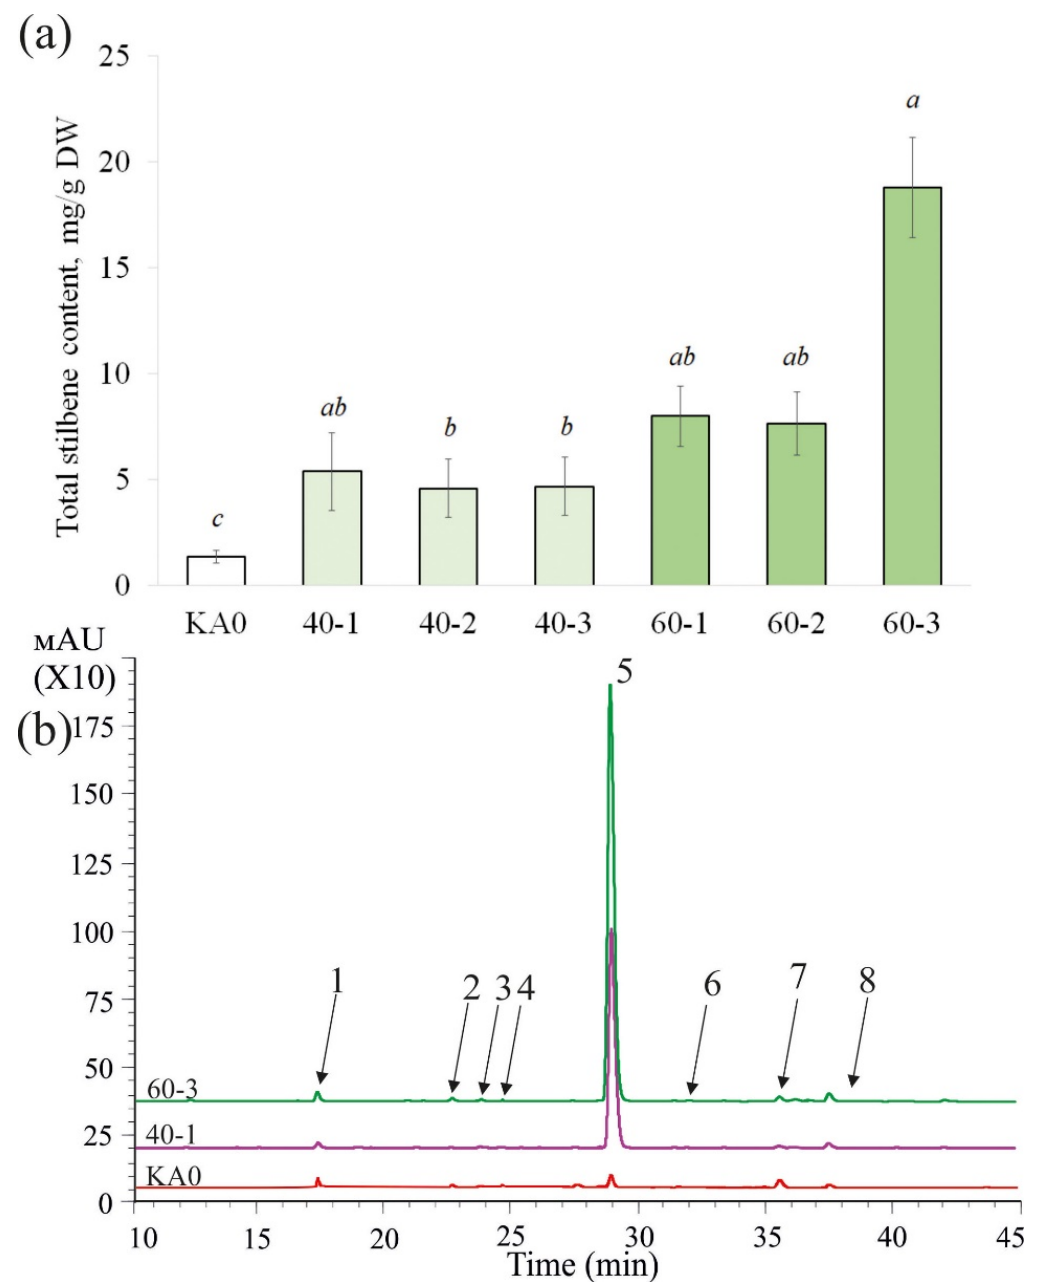 (a)
Total stilbene content, mg/g DW
25
20
15
10
5
0
c
ab
b
b
ab
ab
a
KA0 40-1 40-2 40-3 60-1 60-2 60-3
мAU
(X10)
(b)
175
150
125
100
75
50
25
0
5
1 2 3 4 6 7 8
60-3
40-1
KA0
10 15 20 25 30 35 40 45
Time (min)